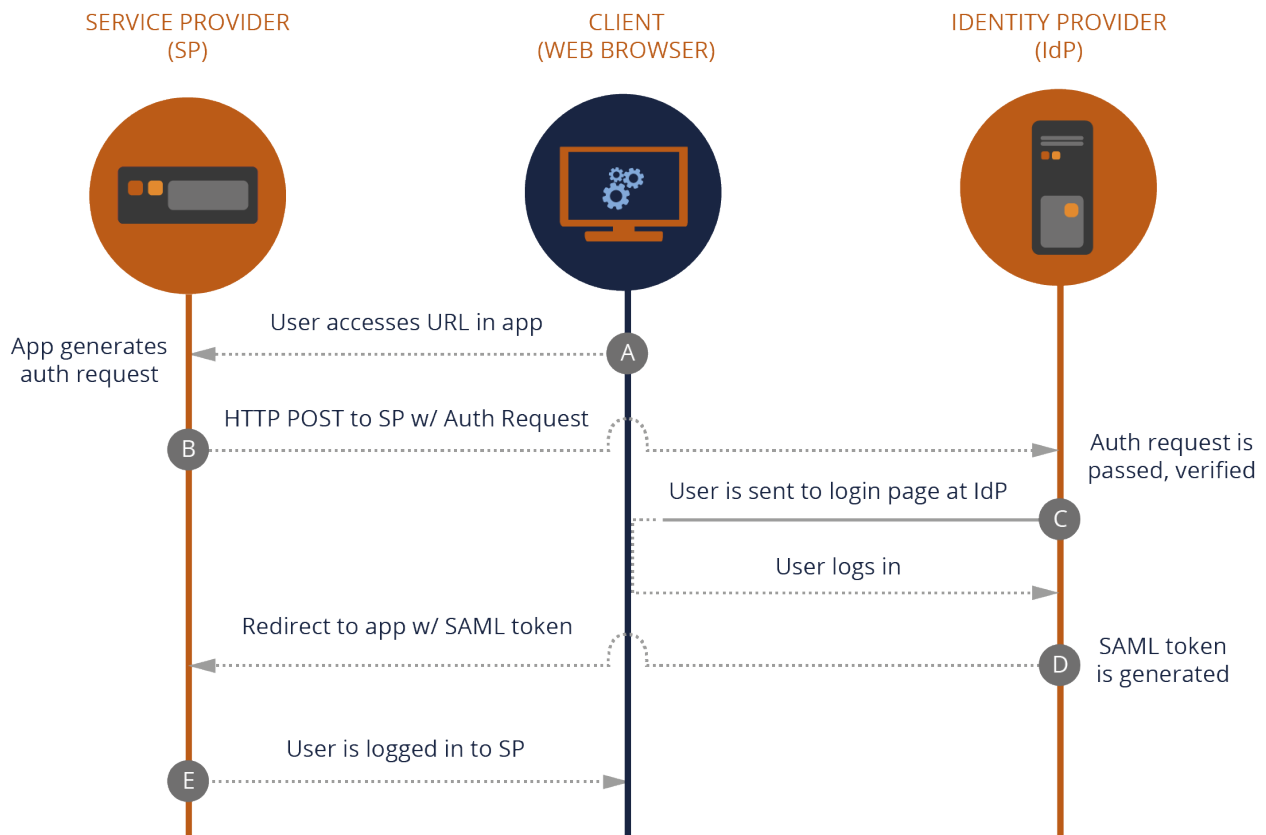 SERVICE PROVIDER
(SP)
CLIENT
(WEB BROWSER)
IDENTITY PROVIDER
(IdP)
User accesses URL in app
A
App generates
auth request
HTTP POST to SP w/ Auth Request
B
Auth request is
passed, verified
User is sent to login page at IdP
C
User logs in
Redirect to app w/ SAML token
D
SAML token
is generated
User is logged in to SP
E